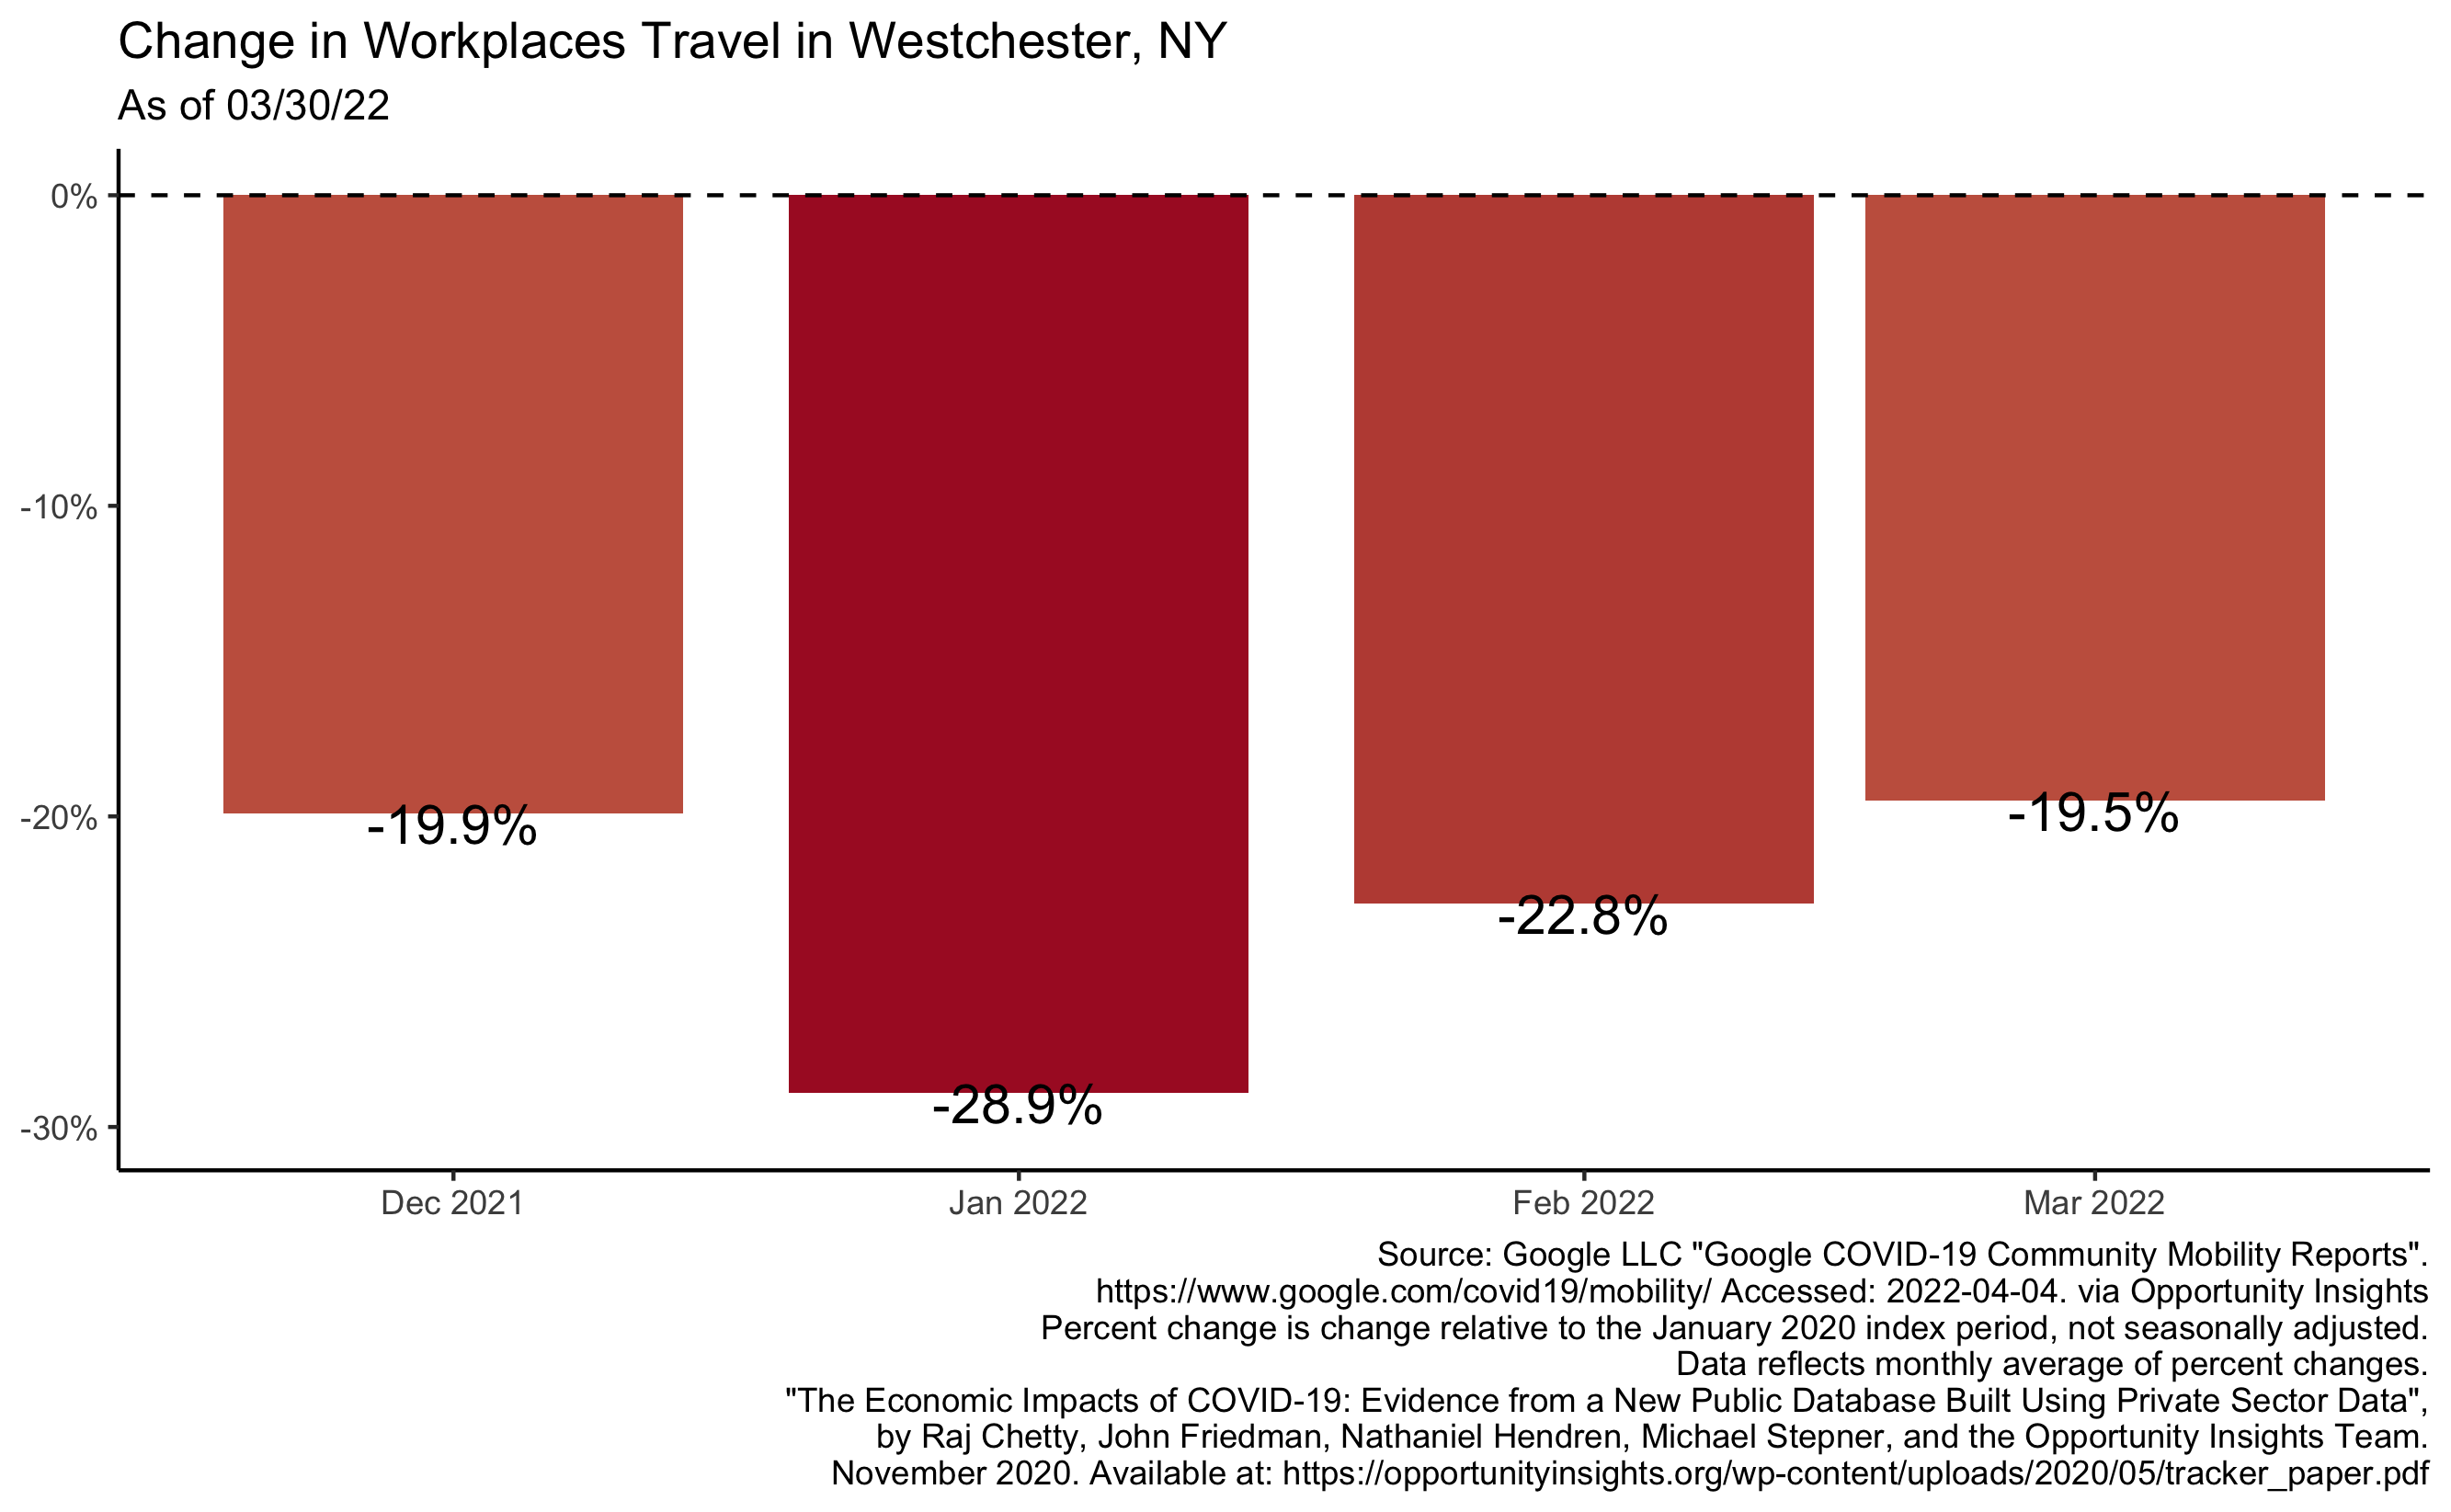 Change in Workplaces Travel in Westchester, NY
As of 03/30/22
0%
-10%
-20%
-30%
-19.9%
-28.9%
-22.8%
-19.5%
Dec 2021
Jan 2022
Feb 2022
Mar 2022
Source: Google LLC "Google COVID-19 Community Mobility Reports".
https://www.google.com/covid19/mobility/ Accessed: 2022-04-04. via Opportunity Insights
Percent change is change relative to the January 2020 index period, not seasonally adjusted.
Data reflects monthly average of percent changes.
"The Economic Impacts of COVID-19: Evidence from a New Public Database Built Using Private Sector Data",
by Raj Chetty, John Friedman, Nathaniel Hendren, Michael Stepner, and the Opportunity Insights Team.
November 2020. Available at: https://opportunityinsights.org/wp-content/uploads/2020/05/tracker_paper.pdf